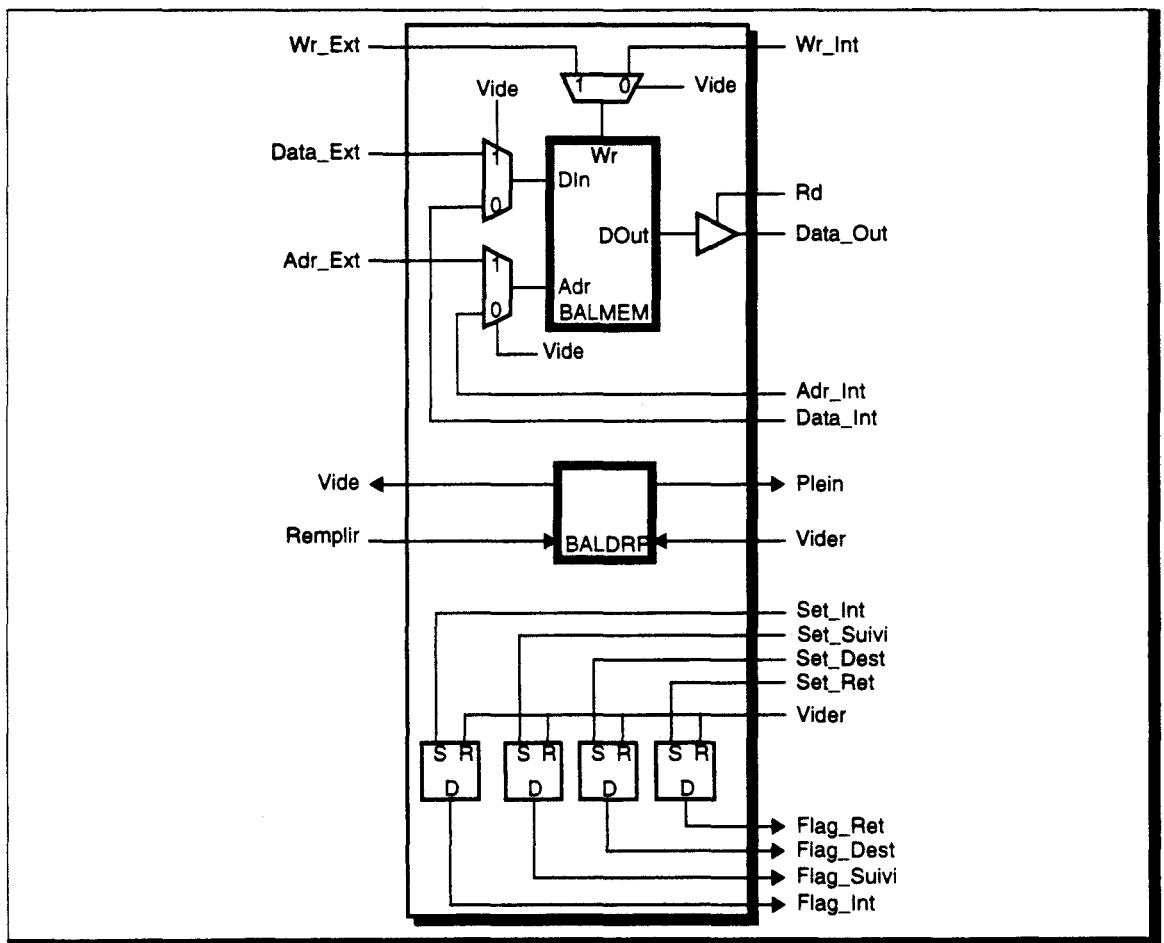 Wr_Ext
Wr_Int
1 0
Vide
Vide
Data_Ext
1
Wr
DIn
Rd
0
DOut
Data_Out
Adr_Ext
1
Adr
0
BALMEM
Vide
Adr_Int
Data_Int
Vide
Plein
Remplir
BALDRP
Vider
Set_Int
Set_Suivi
Set_Dest
Set_Ret
Vider
S R
S R
S R
S R
D
D
D
D
Flag_Ret
Flag_Dest
Flag_Suivi
Flag_Int